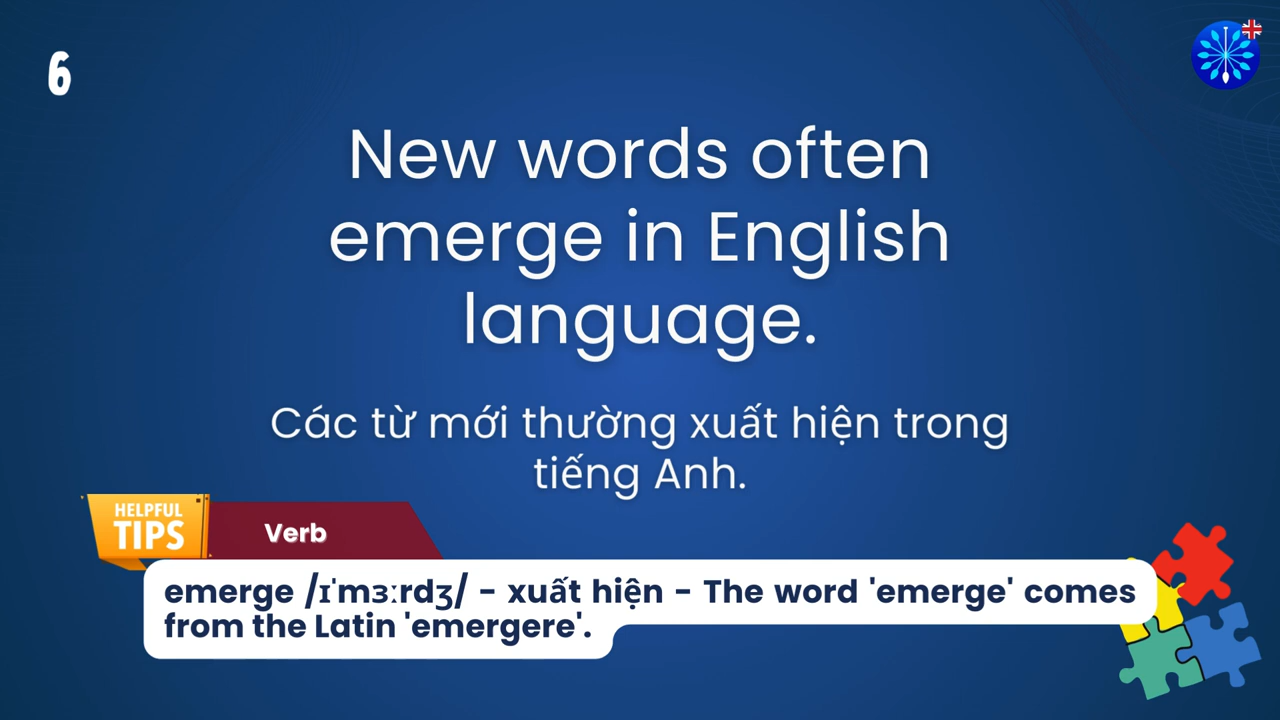 6
New words often
emerge in English
language.
Các từ mới thường xuất hiện trong
tiếng Anh.
HELPFUL
TIPS
Verb
emerge /ɪˈmɜːrdʒ/ - xuất hiện - The word 'emerge' comes
from the Latin 'emergere'.